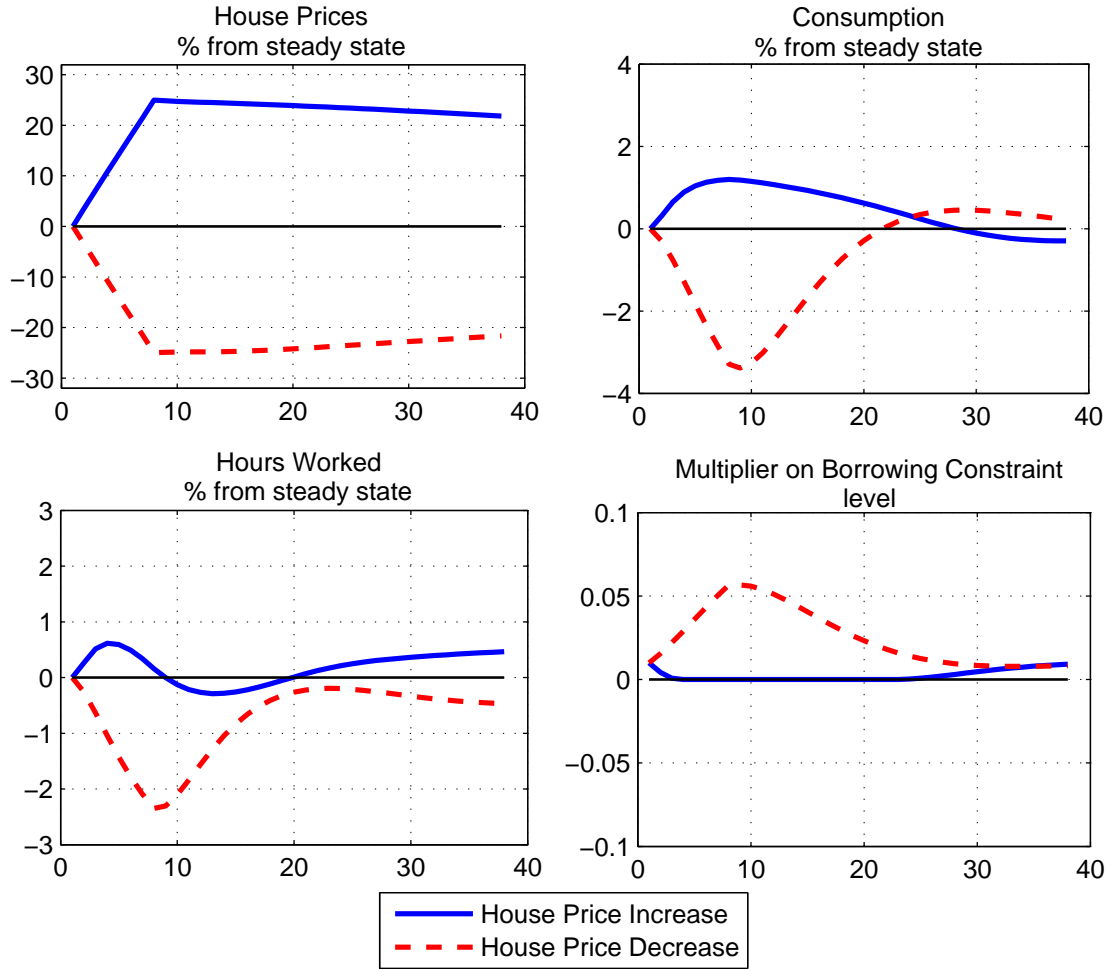 House Prices
% from steady state
30
20
10
0
−10
−20
−30
0 10 20 30 40
Consumption
% from steady state
4
2
0
−2
−4
0 10 20 30 40
Hours Worked
% from steady state
3
2
1
0
−1
−2
−3
0 10 20 30 40
Multiplier on Borrowing Constraint
level
0.1
0.05
0
−0.05
−0.1
0 10 20 30 40
House Price Increase
House Price Decrease